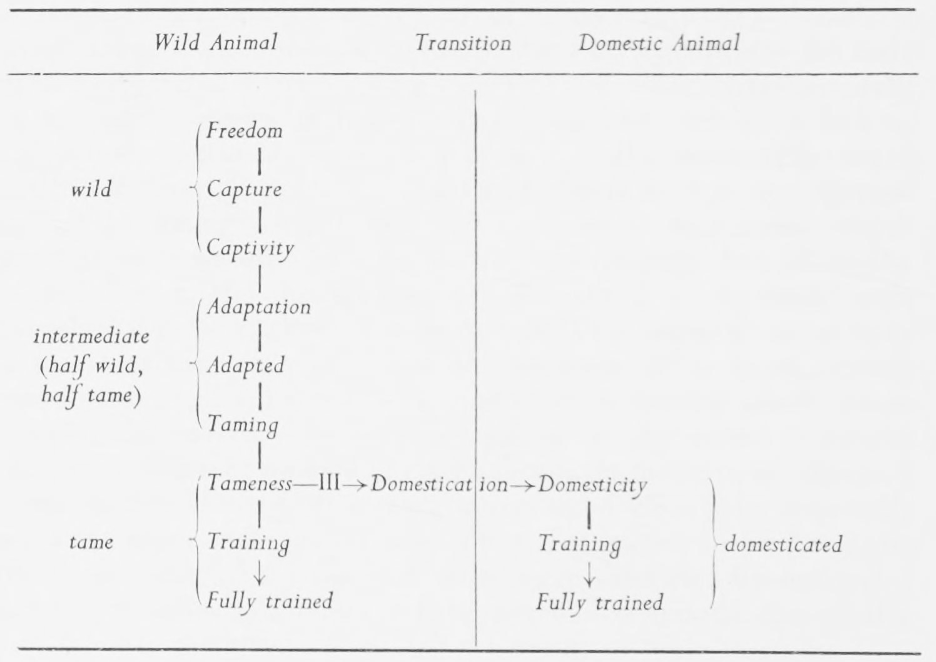 Wild Animal Transition Domestic Animal
Freedom
wild Capture
Captivity
Adaptation
intermediate
(half wild, Adapted
half tame)
Taming
Tameness—III→Domestication→Domesticity
tame Training Training domesticated
Fully trained Fully trained